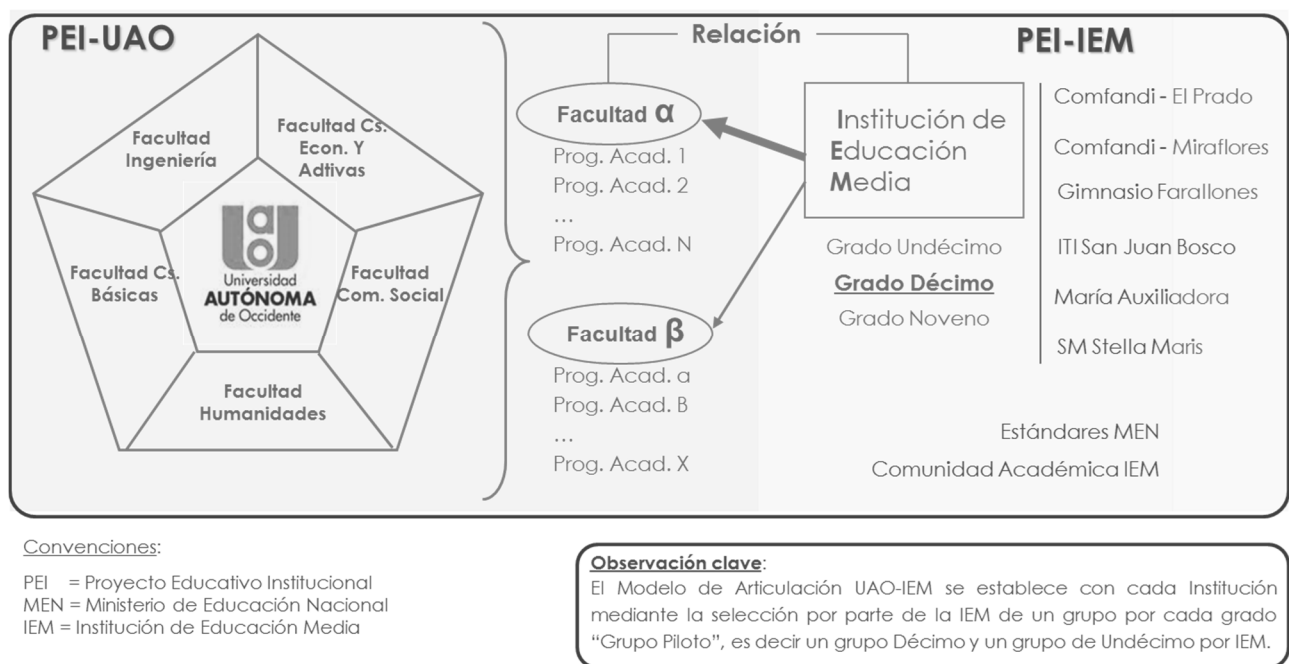 PEI-UAO
Facultad
Ingeniería
Facultad Cs.
Econ. Y
Adtivas
Facultad Cs.
Básicas
Universidad
AUTÓNOMA
de Occidente
Facultad
Com. Social
Facultad
Humanidades
Relación
Facultad α
Prog. Acad. 1
Prog. Acad. 2
...
Prog. Acad. N
Facultad β
Prog. Acad. a
Prog. Acad. B
...
Prog. Acad. X
Institución de
Educación
Media
Grado Undécimo
Grado Décimo
Grado Noveno
PEI-IEM
Comfandi - El Prado
Comfandi - Miraflores
Gimnasio Farallones
ITI San Juan Bosco
María Auxiliadora
SM Stella Maris
Estándares MEN
Comunidad Académica IEM
Convenciones:
PEI = Proyecto Educativo Institucional
MEN = Ministerio de Educación Nacional
IEM = Institución de Educación Media
Observación clave:
El Modelo de Articulación UAO-IEM se establece con cada Institución
mediante la selección por parte de la IEM de un grupo por cada grado
“Grupo Piloto”, es decir un grupo Décimo y un grupo de Undécimo por IEM.